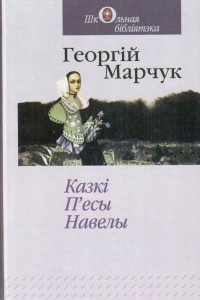 Школьная
бібліятэка
Георгій
Марчук
Казкі
П'есы
Навелы